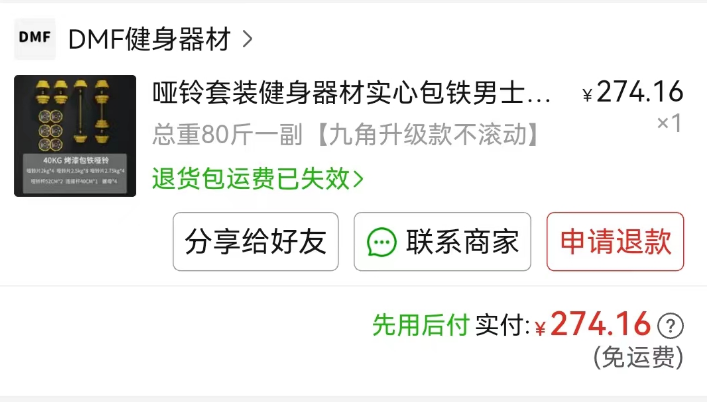 DMF
DMF健身器材
哑铃套装健身器材实心包铁男士... ¥274.16
总重80斤一副【九角升级款不滚动】 ×1
40KG 烤漆包铁哑铃
退货包运费已失效
分享给好友 联系商家 申请退款
先用后付 实付:¥274.16 ?
(免运费)